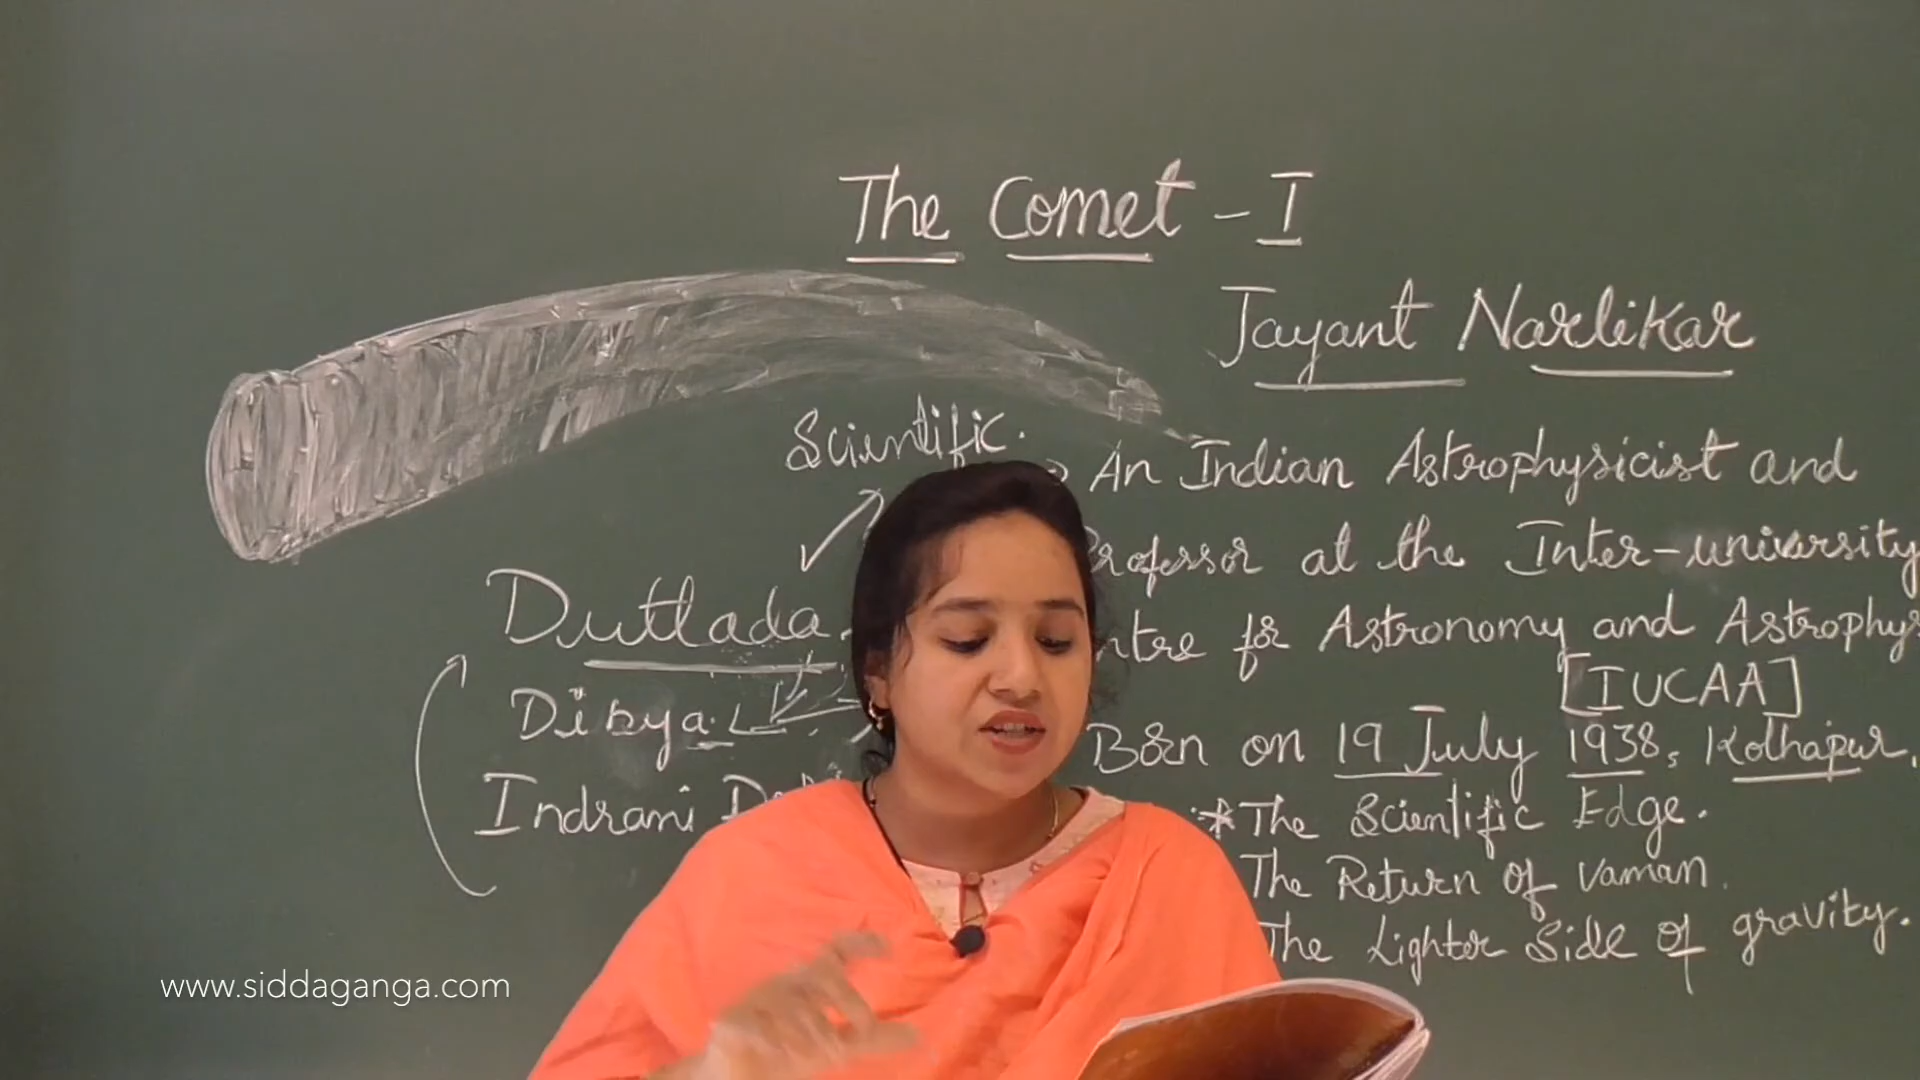 The Comet - I
Jayant Narlikar
Scientific.
An Indian Astrophysicist and
Professor at the Inter-university
Dutlada
for Astronomy and
[IUCAA]
Dibya
Born on 19 July 1938, Kolhapur,
Indrani
* The Scientific Edge.
The Return of Vaman.
The Lighter Side of gravity.
www.siddaganga.com